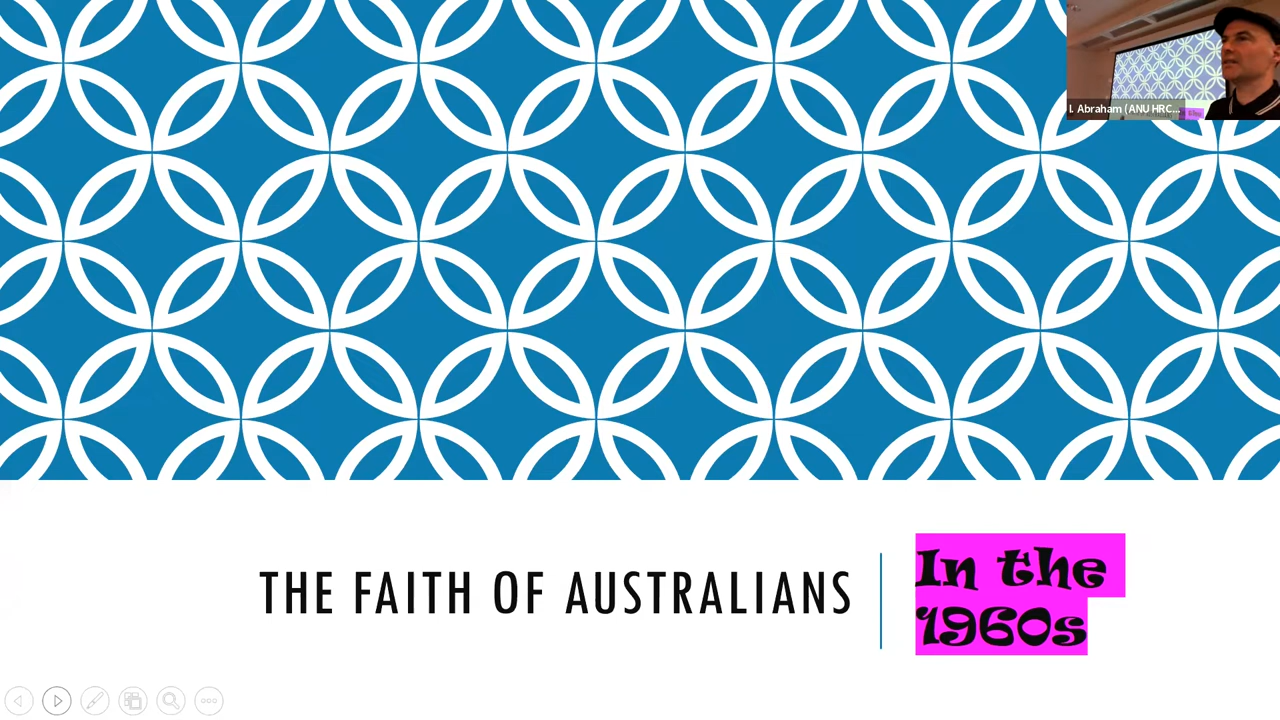 I. Abraham (ANU HRC...
THE FAITH OF AUSTRALIANS
In the
1960s